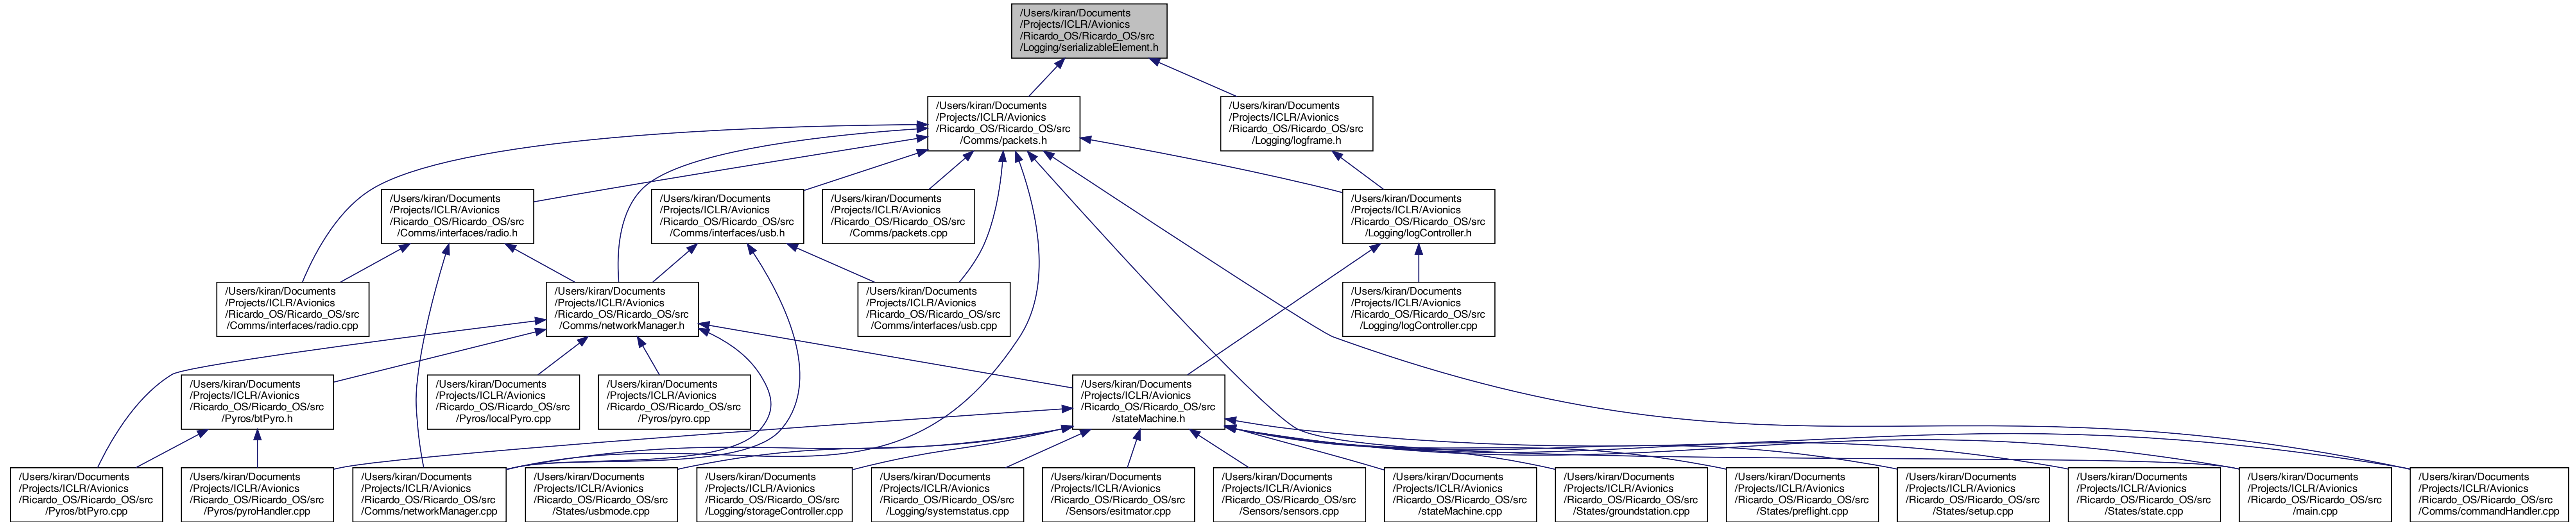 /Users/kiran/Documents
/Projects/ICLR/Avionics
/Ricardo_OS/Ricardo_OS/src
/Logging/serializableElement.h
/Users/kiran/Documents
/Projects/ICLR/Avionics
/Ricardo_OS/Ricardo_OS/src
/Comms/packets.h
/Users/kiran/Documents
/Projects/ICLR/Avionics
/Ricardo_OS/Ricardo_OS/src
/Logging/logframe.h
/Users/kiran/Documents
/Projects/ICLR/Avionics
/Ricardo_OS/Ricardo_OS/src
/Comms/interfaces/radio.h
/Users/kiran/Documents
/Projects/ICLR/Avionics
/Ricardo_OS/Ricardo_OS/src
/Comms/interfaces/usb.h
/Users/kiran/Documents
/Projects/ICLR/Avionics
/Ricardo_OS/Ricardo_OS/src
/Comms/packets.cpp
/Users/kiran/Documents
/Projects/ICLR/Avionics
/Ricardo_OS/Ricardo_OS/src
/Logging/logController.h
/Users/kiran/Documents
/Projects/ICLR/Avionics
/Ricardo_OS/Ricardo_OS/src
/Comms/interfaces/radio.cpp
/Users/kiran/Documents
/Projects/ICLR/Avionics
/Ricardo_OS/Ricardo_OS/src
/Comms/networkManager.h
/Users/kiran/Documents
/Projects/ICLR/Avionics
/Ricardo_OS/Ricardo_OS/src
/Comms/interfaces/usb.cpp
/Users/kiran/Documents
/Projects/ICLR/Avionics
/Ricardo_OS/Ricardo_OS/src
/Logging/logController.cpp
/Users/kiran/Documents
/Projects/ICLR/Avionics
/Ricardo_OS/Ricardo_OS/src
/Pyros/btPyro.h
/Users/kiran/Documents
/Projects/ICLR/Avionics
/Ricardo_OS/Ricardo_OS/src
/Pyros/localPyro.cpp
/Users/kiran/Documents
/Projects/ICLR/Avionics
/Ricardo_OS/Ricardo_OS/src
/Pyros/pyro.cpp
/Users/kiran/Documents
/Projects/ICLR/Avionics
/Ricardo_OS/Ricardo_OS/src
/stateMachine.h
/Users/kiran/Documents
/Projects/ICLR/Avionics
/Ricardo_OS/Ricardo_OS/src
/Pyros/btPyro.cpp
/Users/kiran/Documents
/Projects/ICLR/Avionics
/Ricardo_OS/Ricardo_OS/src
/Pyros/pyroHandler.cpp
/Users/kiran/Documents
/Projects/ICLR/Avionics
/Ricardo_OS/Ricardo_OS/src
/Comms/networkManager.cpp
/Users/kiran/Documents
/Projects/ICLR/Avionics
/Ricardo_OS/Ricardo_OS/src
/States/usbmode.cpp
/Users/kiran/Documents
/Projects/ICLR/Avionics
/Ricardo_OS/Ricardo_OS/src
/Logging/storageController.cpp
/Users/kiran/Documents
/Projects/ICLR/Avionics
/Ricardo_OS/Ricardo_OS/src
/Logging/systemstatus.cpp
/Users/kiran/Documents
/Projects/ICLR/Avionics
/Ricardo_OS/Ricardo_OS/src
/Sensors/esitmator.cpp
/Users/kiran/Documents
/Projects/ICLR/Avionics
/Ricardo_OS/Ricardo_OS/src
/Sensors/sensors.cpp
/Users/kiran/Documents
/Projects/ICLR/Avionics
/Ricardo_OS/Ricardo_OS/src
/stateMachine.cpp
/Users/kiran/Documents
/Projects/ICLR/Avionics
/Ricardo_OS/Ricardo_OS/src
/States/groundstation.cpp
/Users/kiran/Documents
/Projects/ICLR/Avionics
/Ricardo_OS/Ricardo_OS/src
/States/preflight.cpp
/Users/kiran/Documents
/Projects/ICLR/Avionics
/Ricardo_OS/Ricardo_OS/src
/States/setup.cpp
/Users/kiran/Documents
/Projects/ICLR/Avionics
/Ricardo_OS/Ricardo_OS/src
/States/state.cpp
/Users/kiran/Documents
/Projects/ICLR/Avionics
/Ricardo_OS/Ricardo_OS/src
/main.cpp
/Users/kiran/Documents
/Projects/ICLR/Avionics
/Ricardo_OS/Ricardo_OS/src
/Comms/commandHandler.cpp